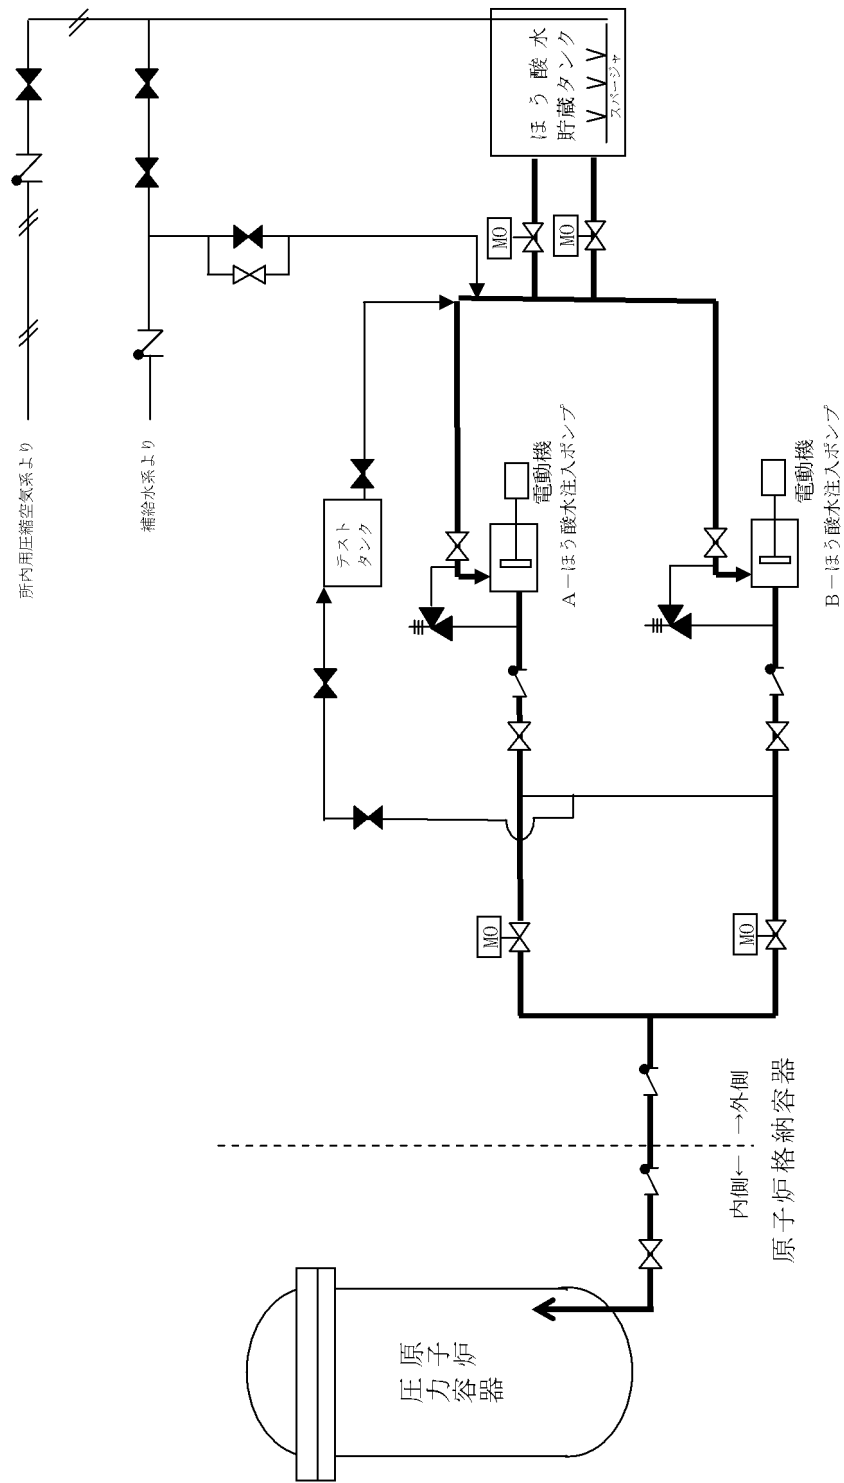 ほう酸水
貯蔵タンク
スパージャ
MO
MO
所内用圧縮空気系より
補給水系より
テスト
タンク
電動機
A－ほう酸水注入ポンプ
電動機
B－ほう酸水注入ポンプ
MO
MO
内側← →外側
原子炉格納容器
原子炉
圧力容器